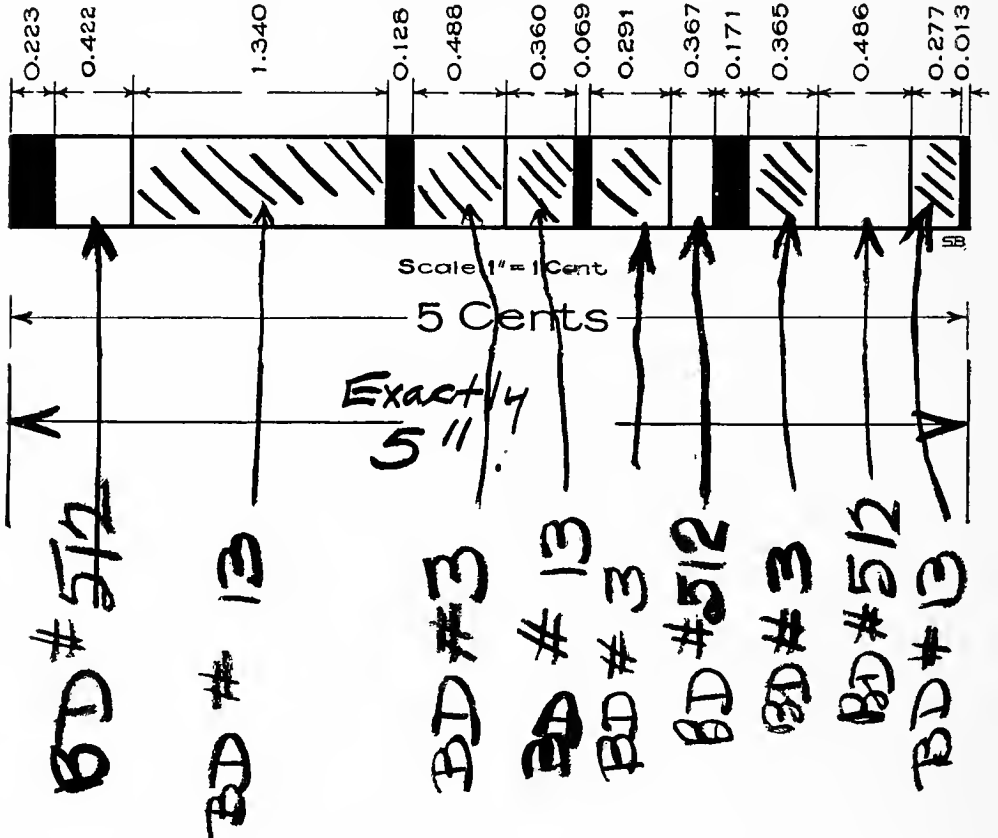 0.223
0.422
1.340
0.128
0.488
0.360
0.069
0.291
0.367
0.171
0.365
0.486
0.277
0.013
SB
Scale 1" = 1 Cent
5 Cents
Exactly
5"
BD # 512
BD # 13
BD # 3
BD # 13
BD # 3
BD #512
BD # 3
BD #512
BD # 13